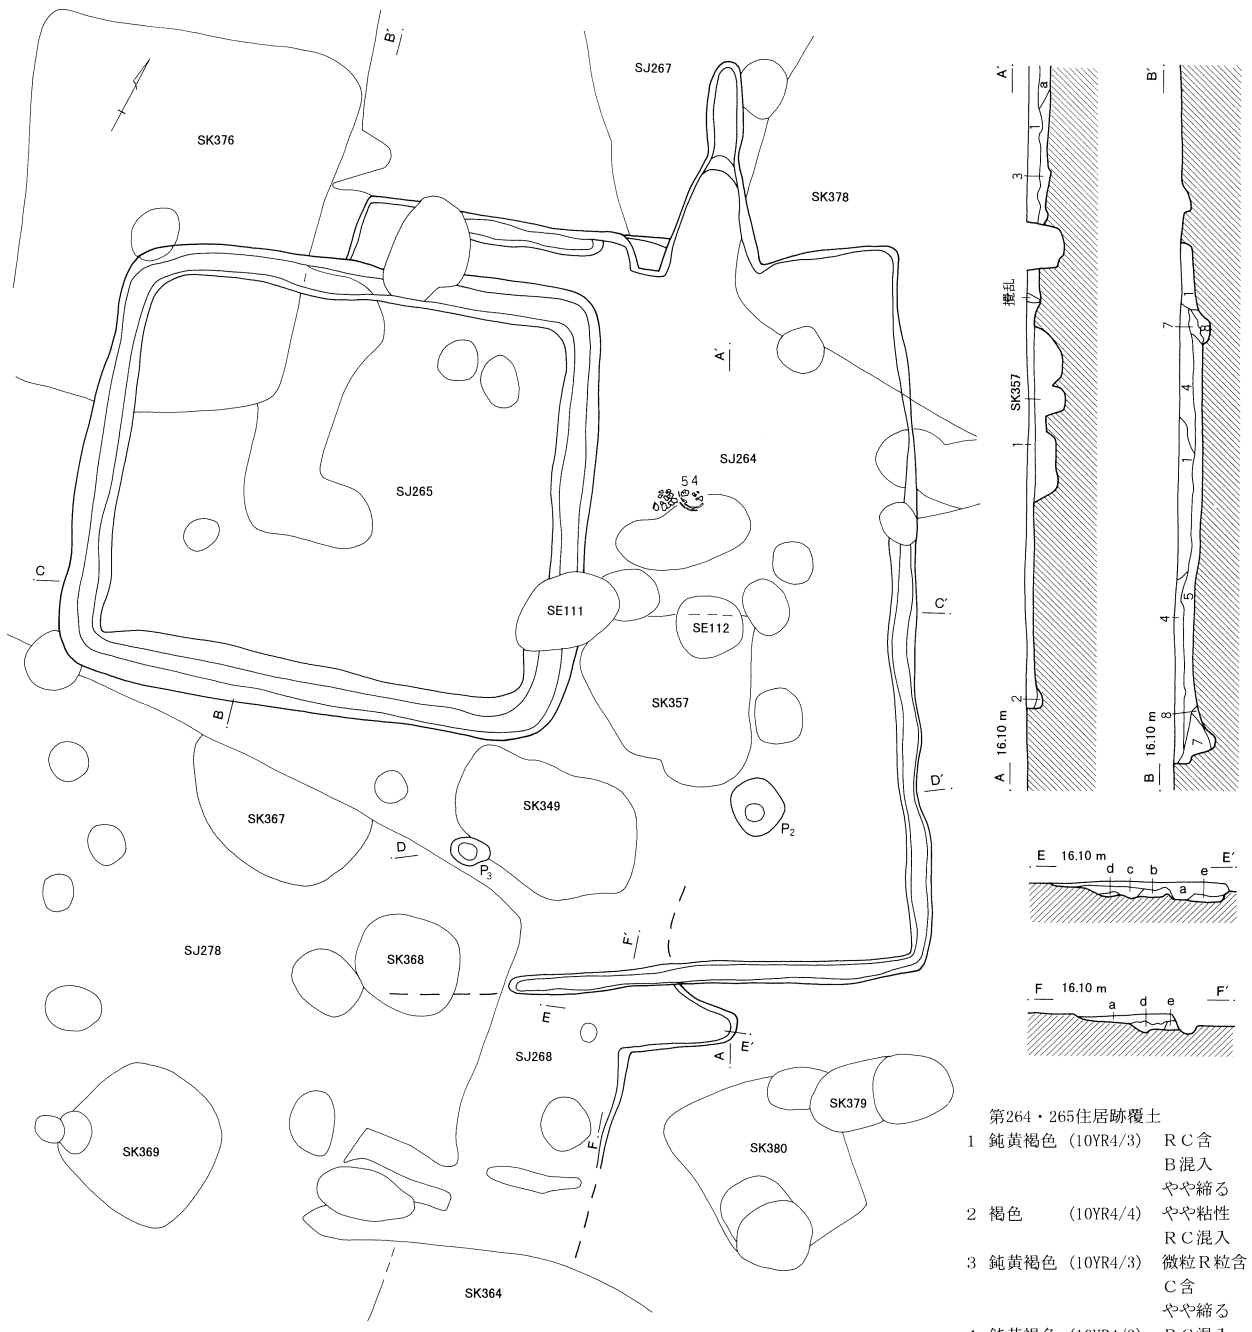 B′
SJ267
SK376
SK378
A′
SJ264
5 4
SJ265
C
C′
SE111
SE112
SK357
B
D′
SK349
SK367
P2
D
P3
F′
SJ278
SK368
E
E′
SJ268
A
F
SK379
SK380
SK369
SK364
A′
a
1
3
攪乱
SK357
1
2
A 16.10 m
B′
1
7
8
4
1
5
4
8
7
B 16.10 m
E 16.10 m E′
d c b a e
F 16.10 m F′
a d e
第264・265住居跡覆土
1 鈍黄褐色 (10YR4/3) ＲＣ含
Ｂ混入
やや締る
2 褐色 (10YR4/4) やや粘性
ＲＣ混入
3 鈍黄褐色 (10YR4/3) 微粒Ｒ粒含
Ｃ含
やや締る